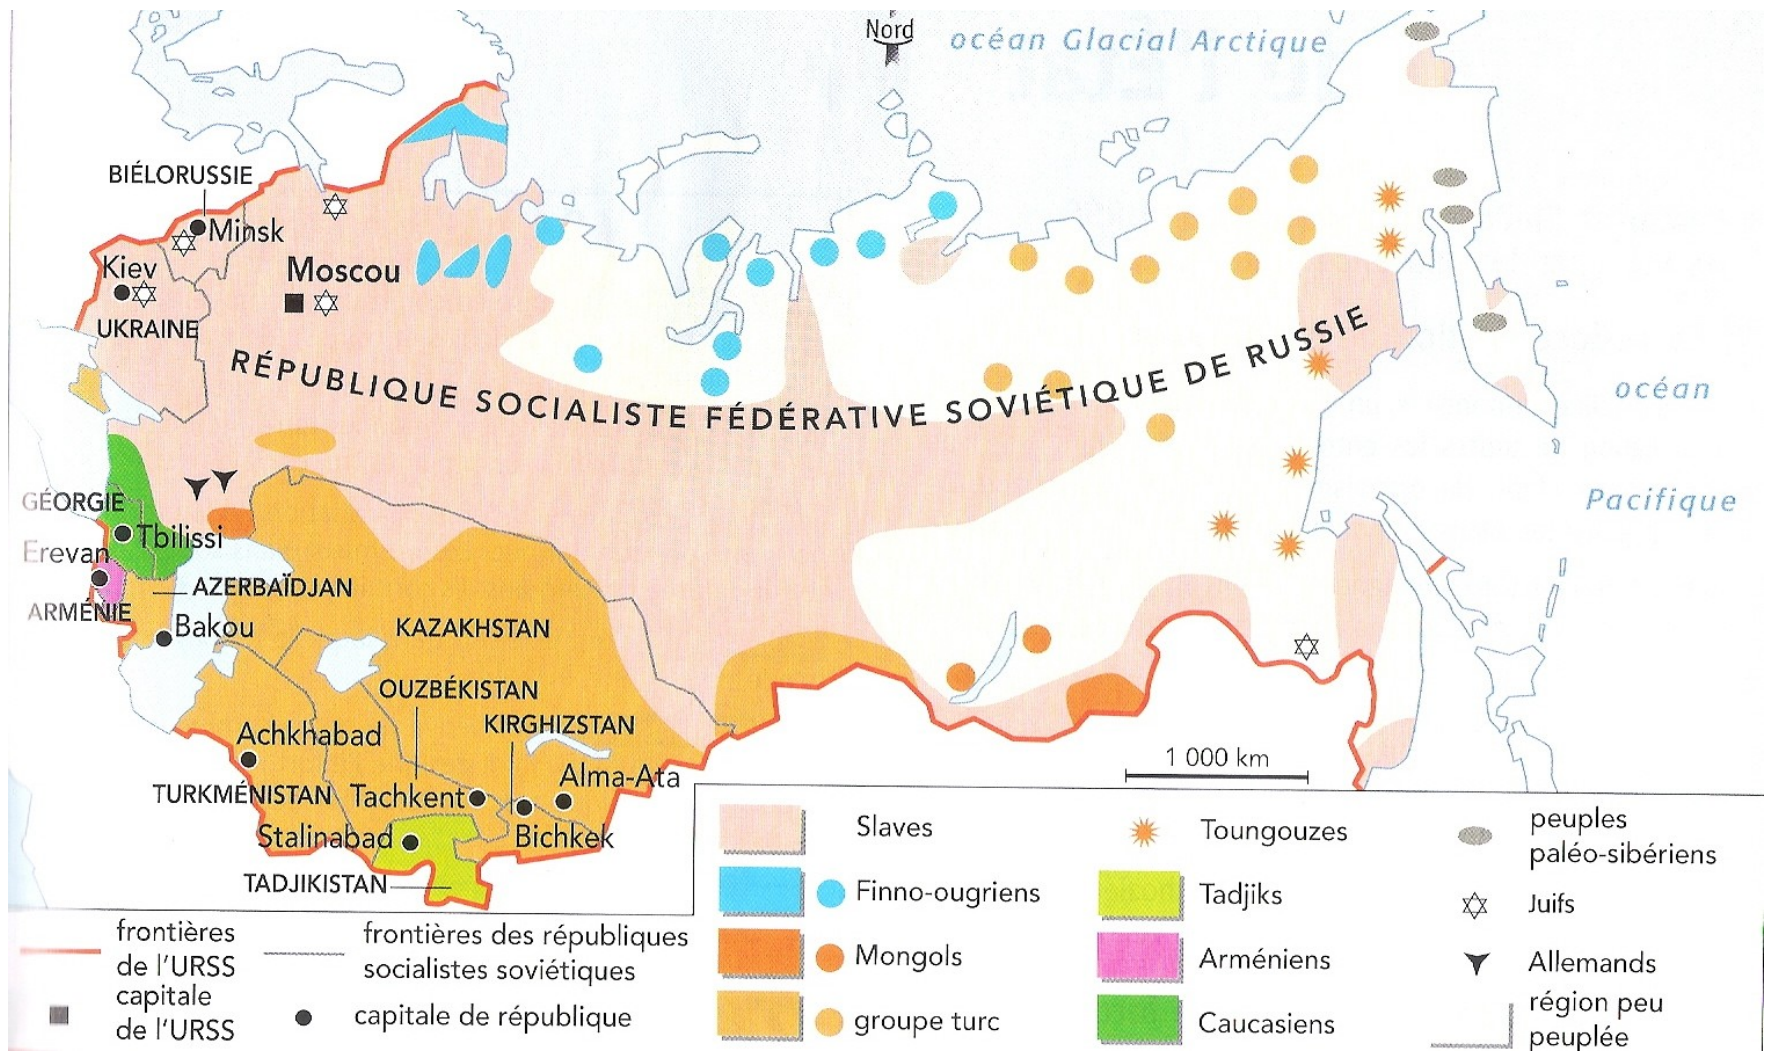 Nord
océan Glacial Arctique
BIÉLORUSSIE
Minsk
Kiev
Moscou
UKRAINE
RÉPUBLIQUE SOCIALISTE FÉDÉRATIVE SOVIÉTIQUE DE RUSSIE
océan
Pacifique
GÉORGIE
Tbilissi
Erevan
AZERBAÏDJAN
ARMÉNIE
Bakou
KAZAKHSTAN
OUZBÉKISTAN
KIRGHIZSTAN
Achkhabad
Alma-Ata
TURKMÉNISTAN
Tachkent
Stalinabad
Bichkek
TADJIKISTAN
1 000 km
frontières
de l'URSS
capitale
de l'URSS
frontières des républiques
socialistes soviétiques
capitale de république
Slaves
Finno-ougriens
Mongols
groupe turc
Toungouzes
Tadjiks
Arméniens
Caucasiens
peuples
paléo-sibériens
Juifs
Allemands
région peu
peuplée